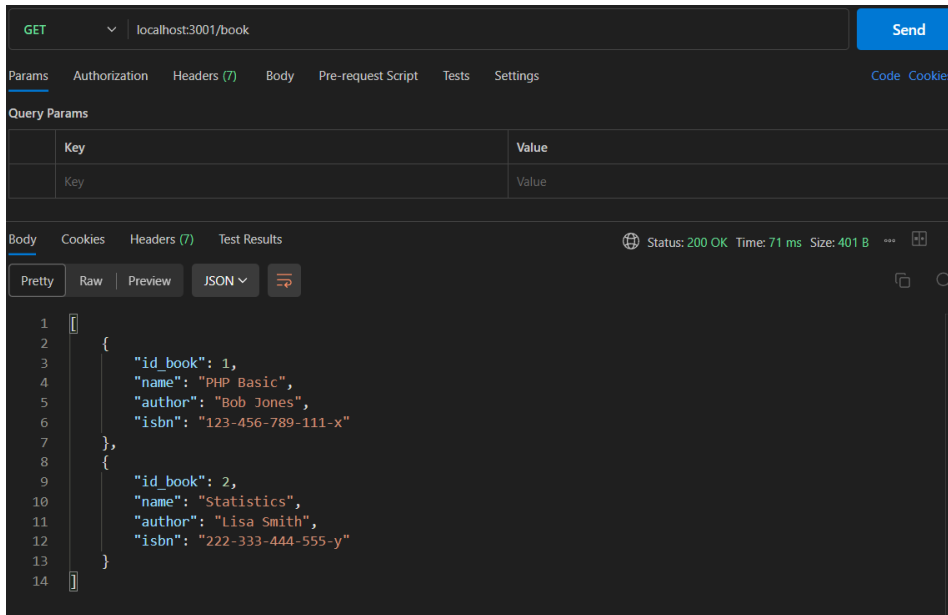 GET localhost:3001/book Send
Params Authorization Headers (7) Body Pre-request Script Tests Settings Code Cookies
Query Params
Key Value
Key Value
Body Cookies Headers (7) Test Results Status: 200 OK Time: 71 ms Size: 401 B
Pretty Raw Preview JSON
1 [
2 {
3 "id_book": 1,
4 "name": "PHP Basic",
5 "author": "Bob Jones",
6 "isbn": "123-456-789-111-x"
7 },
8 {
9 "id_book": 2,
10 "name": "Statistics",
11 "author": "Lisa Smith",
12 "isbn": "222-333-444-555-y"
13 }
14 ]